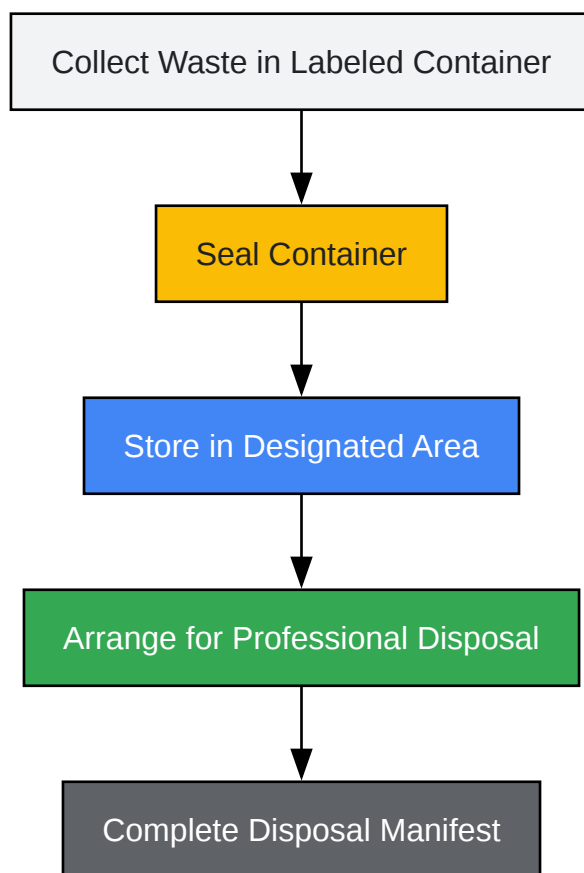 Collect Waste in Labeled Container
Seal Container
Store in Designated Area
Arrange for Professional Disposal
Complete Disposal Manifest